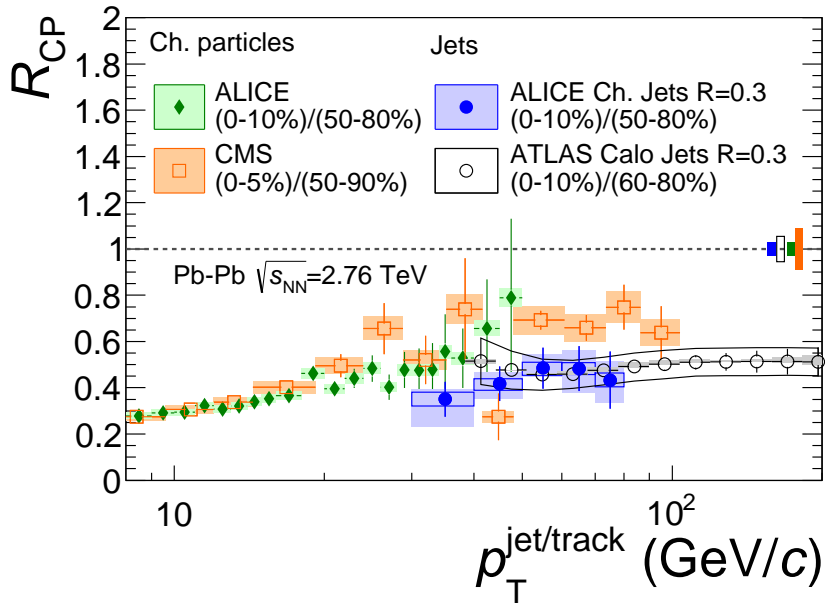 R_CP
2
1.8
1.6
1.4
1.2
1
0.8
0.6
0.4
0.2
0
Ch. particles
ALICE
(0-10%)/(50-80%)
CMS
(0-5%)/(50-90%)
Jets
ALICE Ch. Jets R=0.3
(0-10%)/(50-80%)
ATLAS Calo Jets R=0.3
(0-10%)/(60-80%)
Pb-Pb √s_NN=2.76 TeV
10
10²
p_T^jet/track (GeV/c)